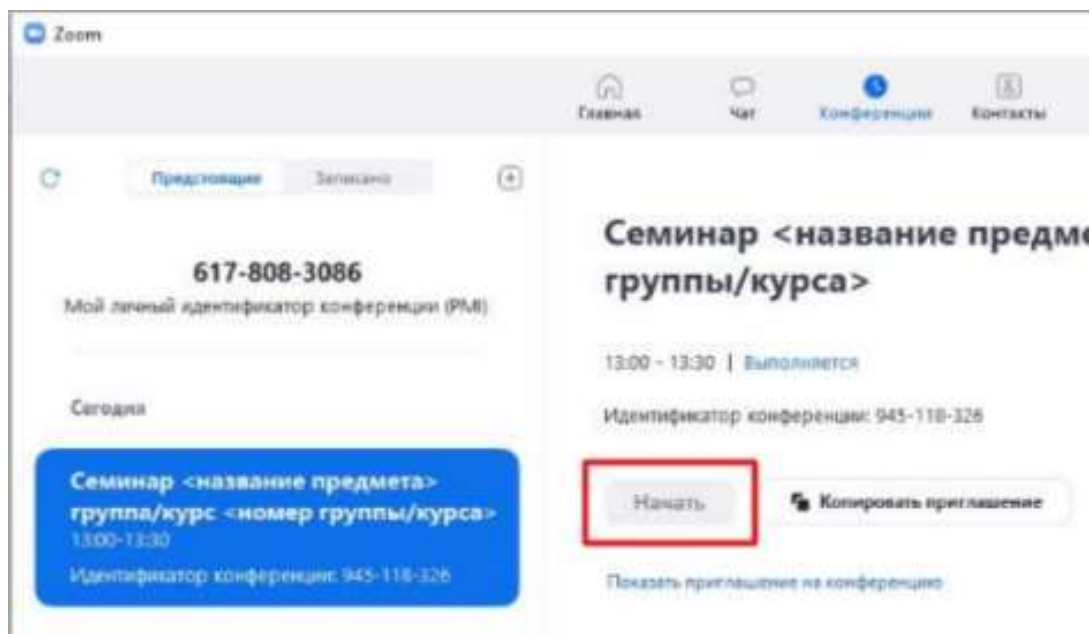 Zoom
Главная
Чат
Конференции
Контакты
Предстоящие
Записано
617-808-3086
Мой личный идентификатор конференции (PMI)
Сегодня
Семинар <название предмета>
группа/курс <номер группы/курса>
13:00-13:30
Идентификатор конференции: 945-118-326
Семинар <название предме
группы/курса>
13:00 - 13:30 | Выполняется
Идентификатор конференции: 945-118-326
Начать
Копировать приглашение
Показать приглашение на конференцию